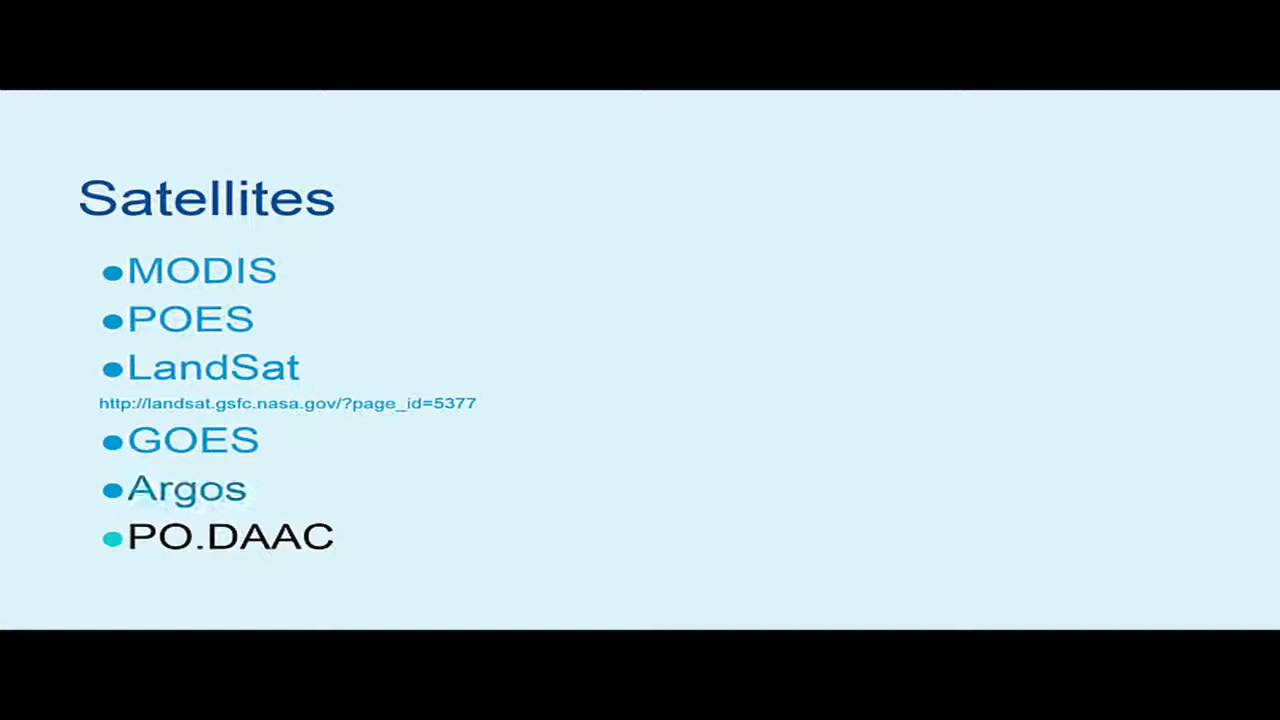 Satellites
●MODIS
●POES
●LandSat
http://landsat.gsfc.nasa.gov/?page_id=5377
●GOES
●Argos
●PO.DAAC